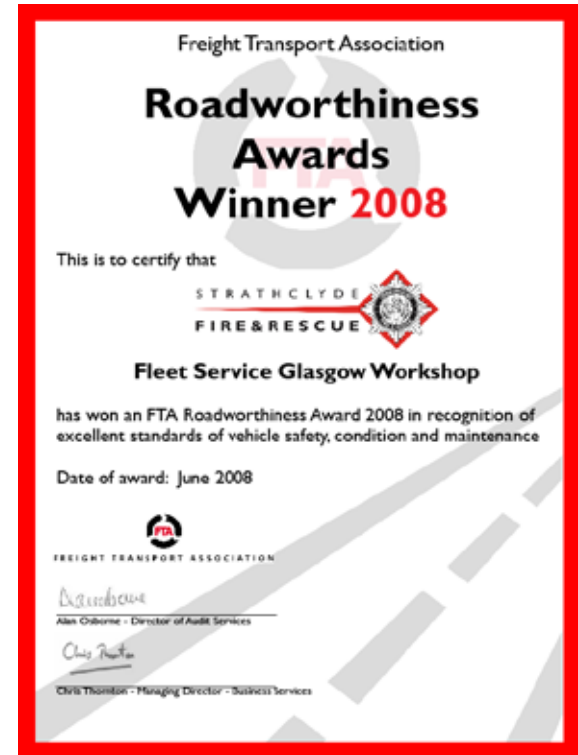 Freight Transport Association
Roadworthiness
Awards
Winner 2008
This is to certify that
STRATHCLYDE
FIRE&RESCUE
Fleet Service Glasgow Workshop
has won an FTA Roadworthiness Award 2008 in recognition of
excellent standards of vehicle safety, condition and maintenance
Date of award: June 2008
FTA
FREIGHT TRANSPORT ASSOCIATION
Alan Osborne - Director of Audit Services
Chris Thornton - Managing Director - Business Services